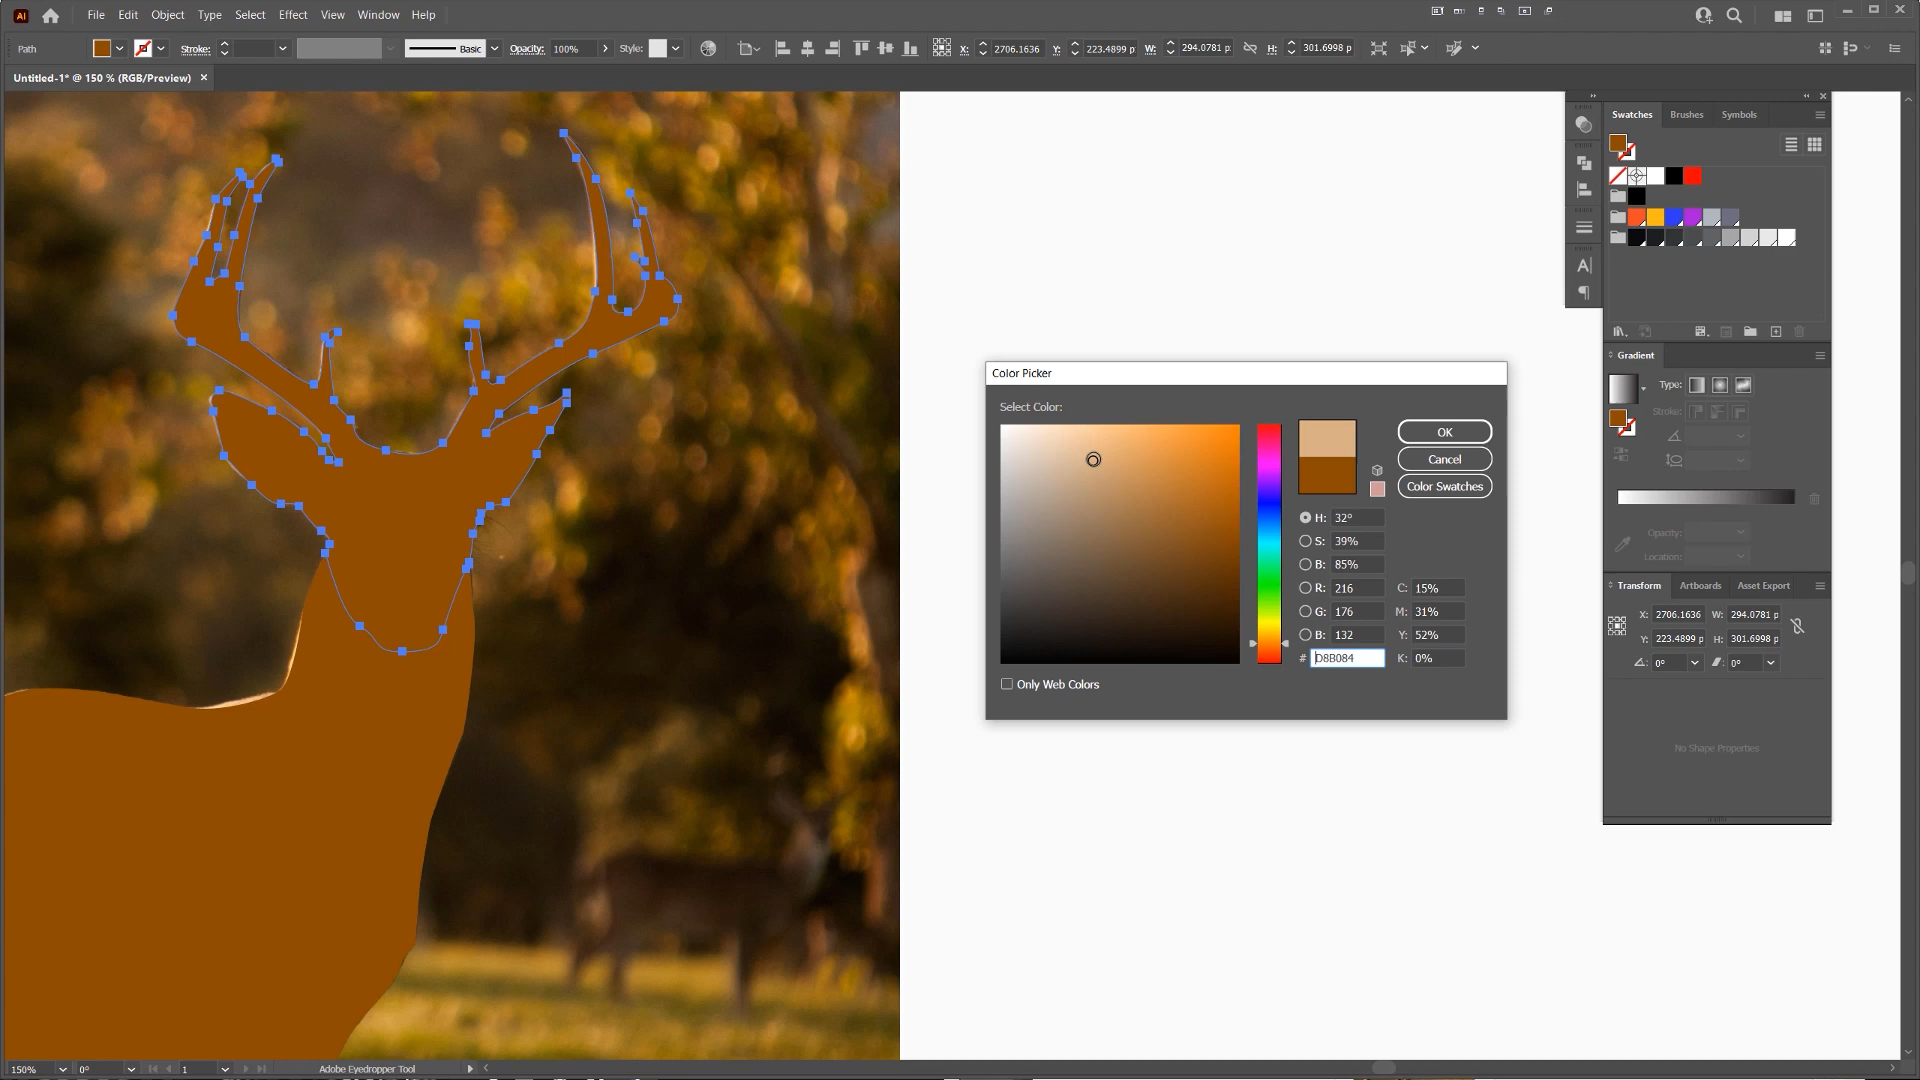 Ai File Edit Object Type Select Effect View Window Help
Path Stroke: Basic Opacity: 100% Style: X: 2706.1636 Y: 223.4899 p W: 294.0781 p H: 301.6998 p
Untitled-1* @ 150 % (RGB/Preview) ×
Swatches Brushes Symbols
Gradient
Type:
Stroke:
Opacity:
Location:
Transform Artboards Asset Export
X: 2706.1636 W: 294.0781 p
Y: 223.4899 p H: 301.6998 p
0° 0°
No Shape Properties
Color Picker
Select Color:
OK
Cancel
Color Swatches
H: 32°
S: 39%
B: 85%
R: 216 C: 15%
G: 176 M: 31%
B: 132 Y: 52%
# D8B084 K: 0%
Only Web Colors
150% 0° 1 Adobe Eyedropper Tool